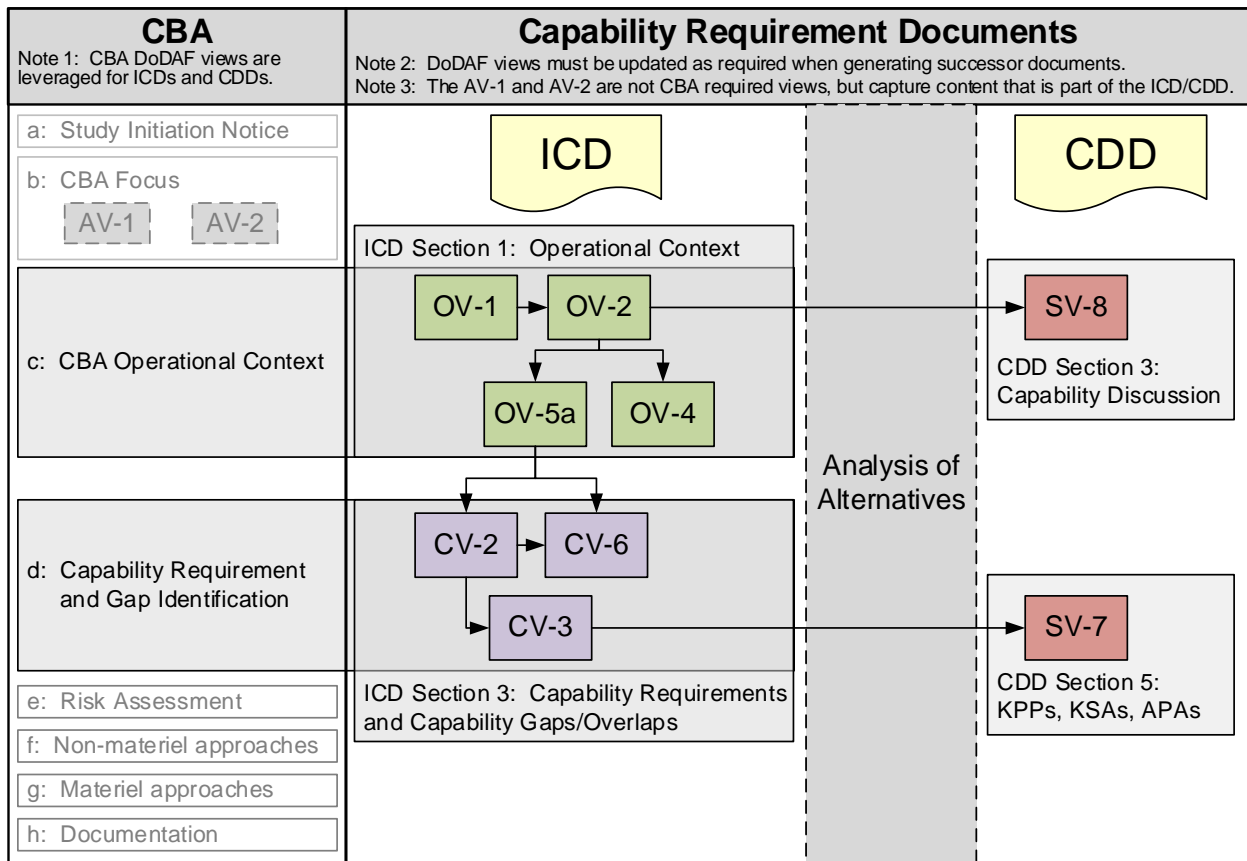 CBA
Note 1: CBA DoDAF views are
leveraged for ICDs and CDDs.
Capability Requirement Documents
Note 2: DoDAF views must be updated as required when generating successor documents.
Note 3: The AV-1 and AV-2 are not CBA required views, but capture content that is part of the ICD/CDD.
a: Study Initiation Notice
b: CBA Focus
AV-1
AV-2
c: CBA Operational Context
d: Capability Requirement
and Gap Identification
e: Risk Assessment
f: Non-materiel approaches
g: Materiel approaches
h: Documentation
ICD
ICD Section 1: Operational Context
OV-1
OV-2
OV-5a
OV-4
CV-2
CV-6
CV-3
ICD Section 3: Capability Requirements
and Capability Gaps/Overlaps
Analysis of
Alternatives
CDD
SV-8
CDD Section 3:
Capability Discussion
SV-7
CDD Section 5:
KPPs, KSAs, APAs